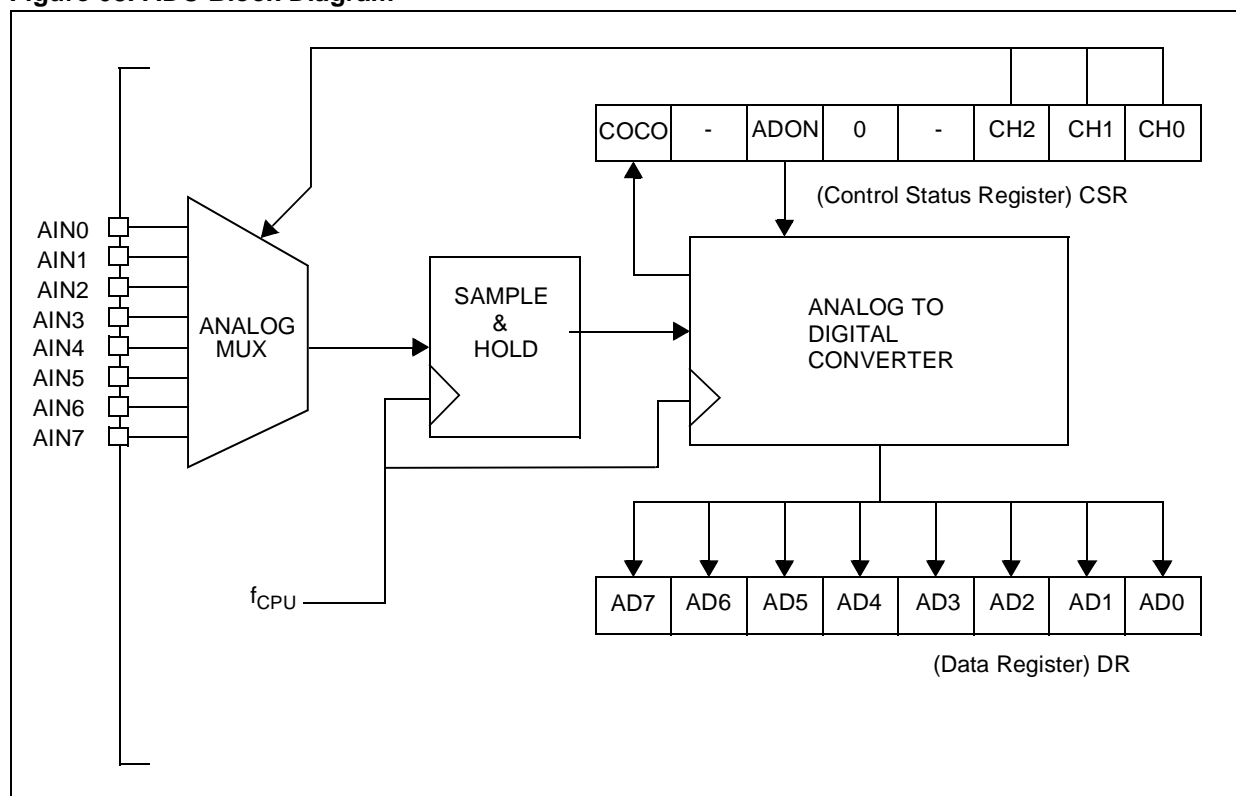 COCO - ADON 0 - CH2 CH1 CH0
(Control Status Register) CSR
AIN0
AIN1
AIN2
AIN3
AIN4
AIN5
AIN6
AIN7
ANALOG
MUX
SAMPLE
&
HOLD
ANALOG TO
DIGITAL
CONVERTER
fCPU
AD7 AD6 AD5 AD4 AD3 AD2 AD1 AD0
(Data Register) DR